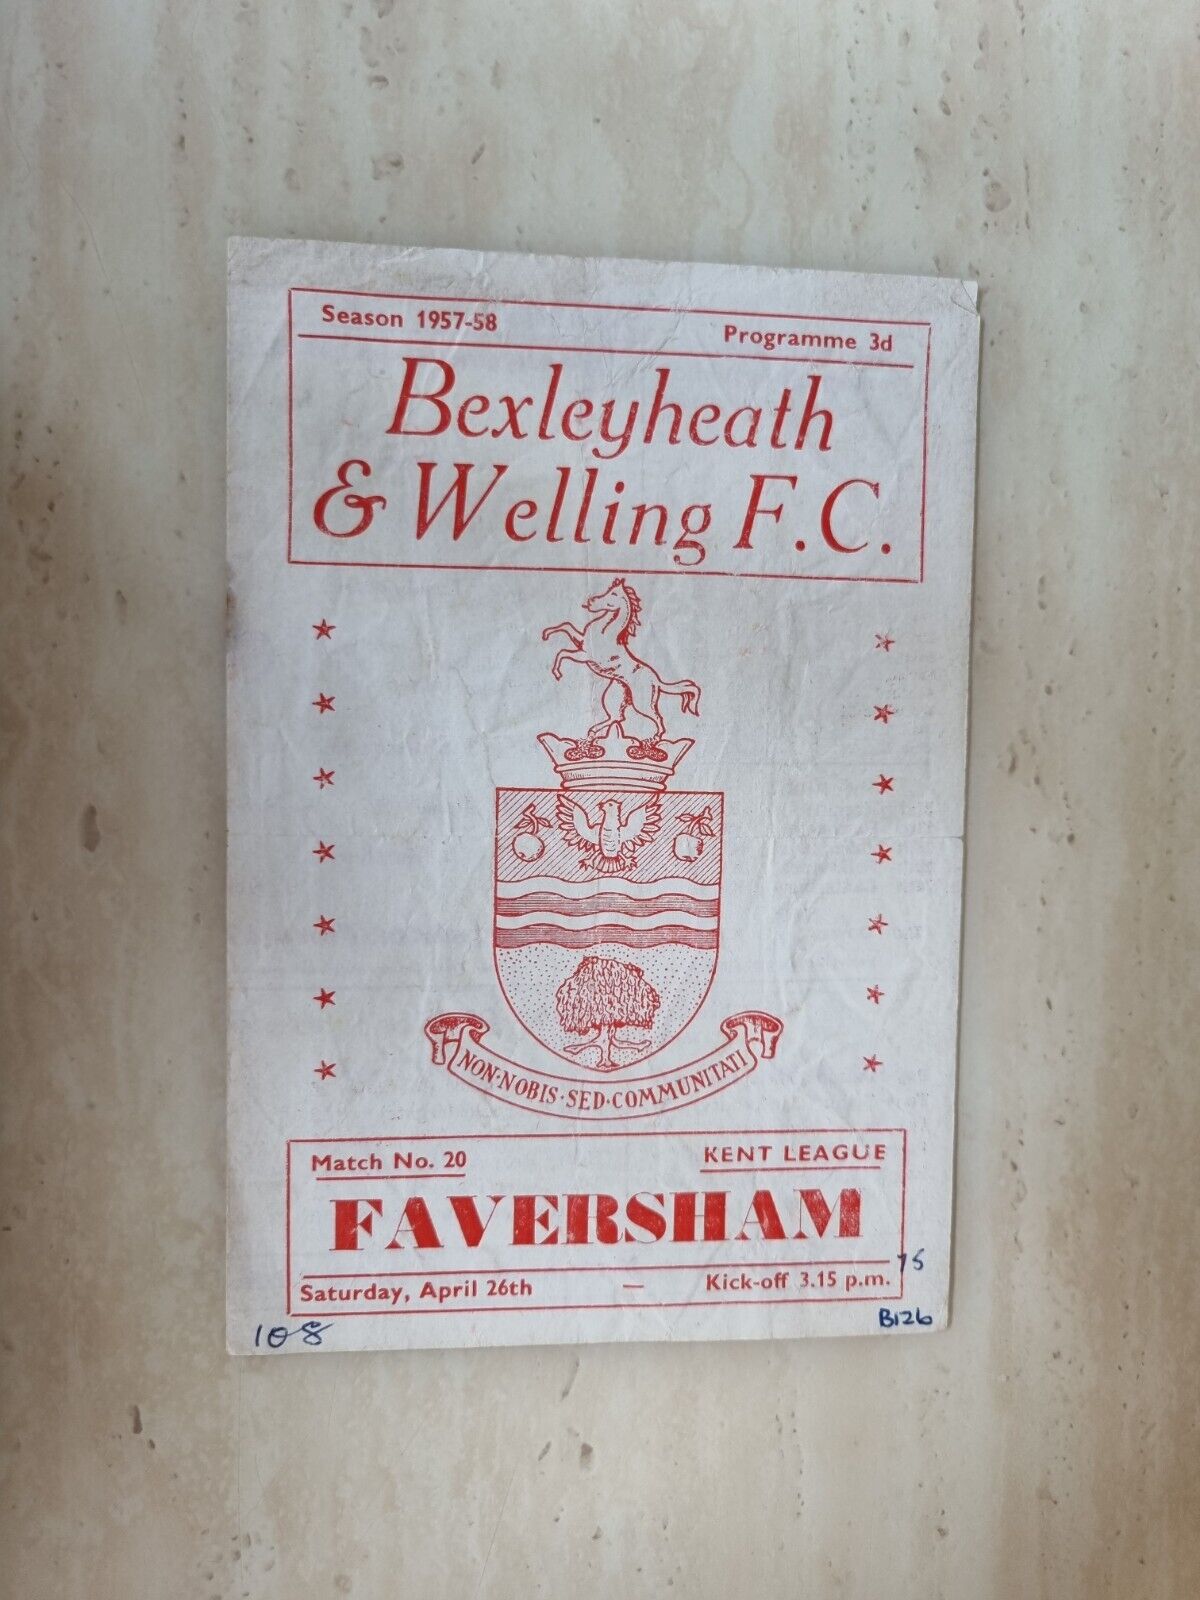 Season 1957-58
Programme 3d
Bexleyheath
& Welling F.C.
NON·NOBIS·SED·COMMUNITATI
Match No. 20
KENT LEAGUE
FAVERSHAM
Saturday, April 26th — Kick-off 3.15 p.m.
75
B126
108